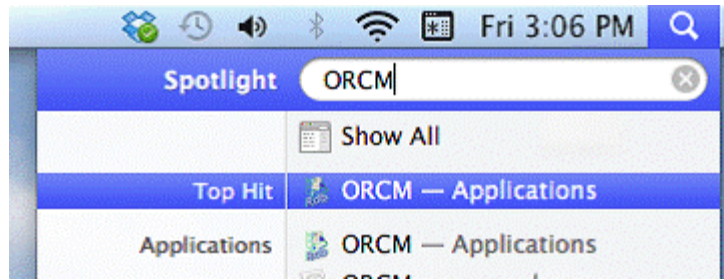 Fri 3:06 PM
Spotlight ORCM
Show All
Top Hit ORCM — Applications
Applications ORCM — Applications